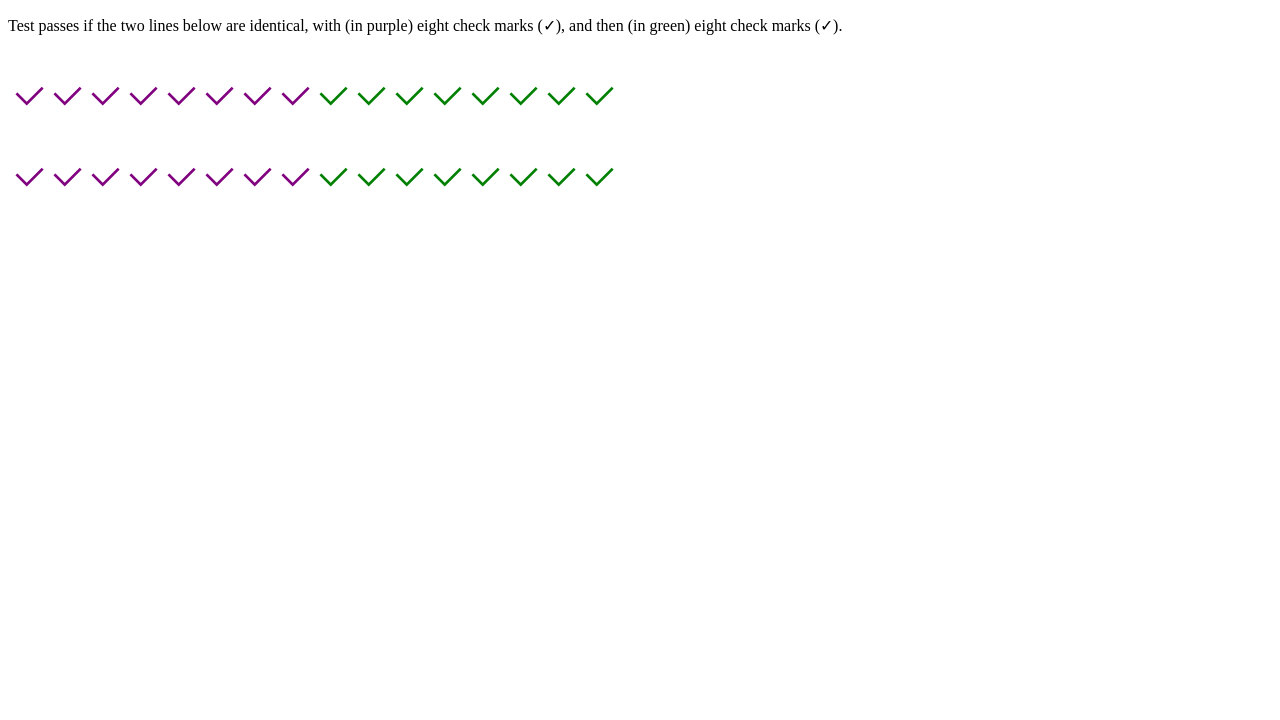 Test passes if the two lines below are identical, with (in purple) eight check marks (✓), and then (in green) eight check marks (✓).
✓✓✓✓✓✓✓✓✓✓✓✓✓✓✓✓
✓✓✓✓✓✓✓✓✓✓✓✓✓✓✓✓